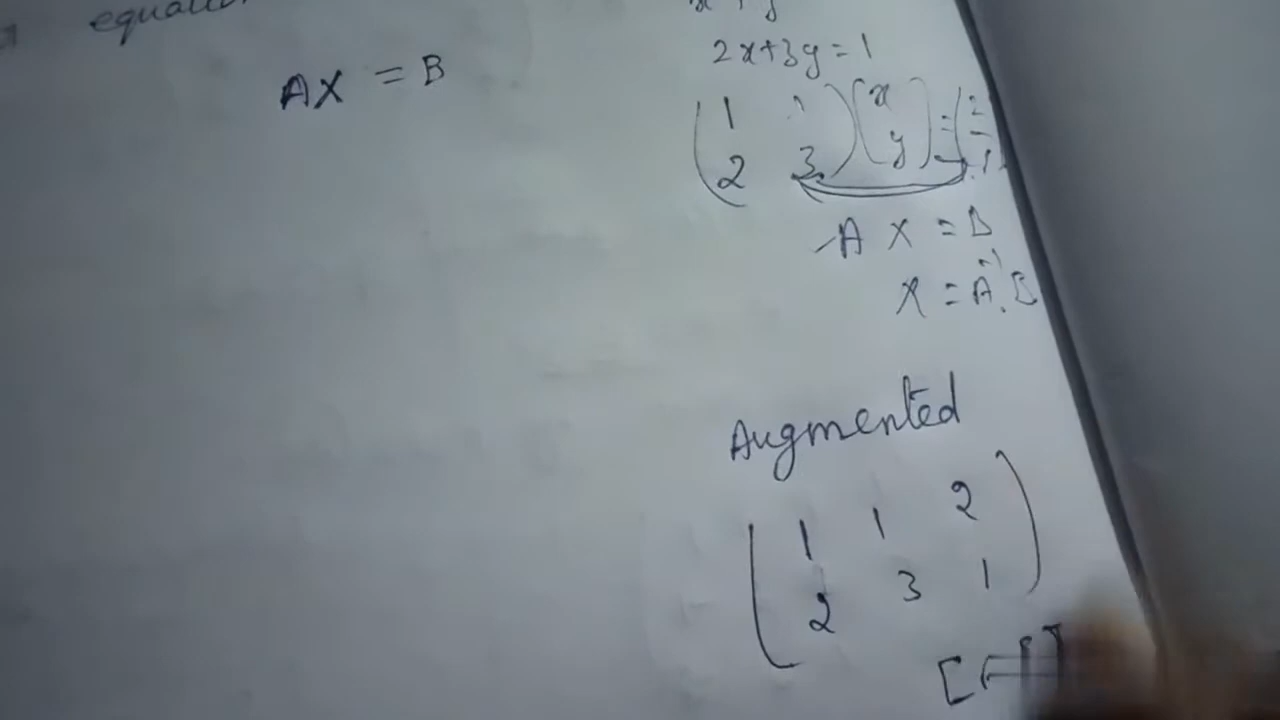 AX = B
2x+3y=1
1 1 x = 2
2 3 y 1
A X = B
X = A⁻¹ B
Augmented
1 1 2
2 3 1